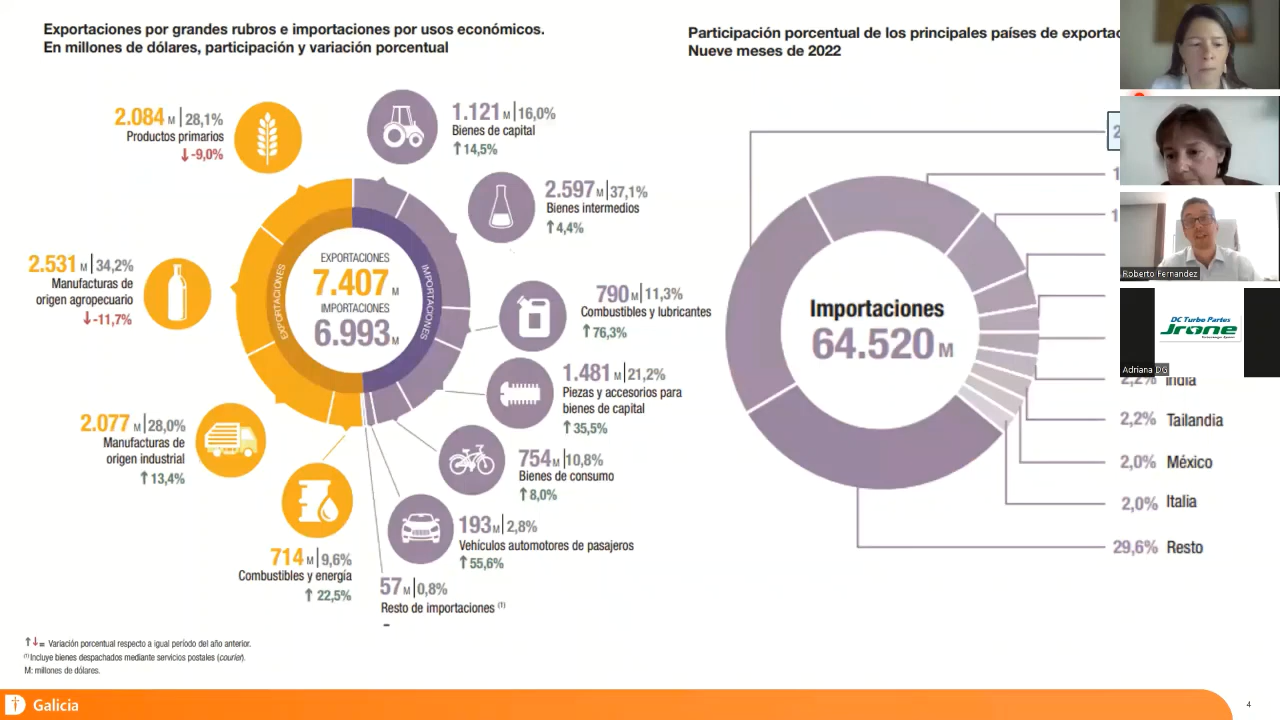 Exportaciones por grandes rubros e importaciones por usos económicos.
En millones de dólares, participación y variación porcentual
2.084 M | 28,1%
Productos primarios
↓ -9,0%
1.121 M | 16,0%
Bienes de capital
↑ 14,5%
2.597 M | 37,1%
Bienes intermedios
↑ 4,4%
2.531 M | 34,2%
Manufacturas de
origen agropecuario
↓ -11,7%
EXPORTACIONES
7.407 M
IMPORTACIONES
6.993 M
EXPORTACIONES
IMPORTACIONES
790 M | 11,3%
Combustibles y lubricantes
↑ 76,3%
1.481 M | 21,2%
Piezas y accesorios para
bienes de capital
↑ 35,5%
2.077 M | 28,0%
Manufacturas de
origen industrial
↑ 13,4%
754 M | 10,8%
Bienes de consumo
↑ 8,0%
193 M | 2,8%
Vehículos automotores de pasajeros
↑ 55,6%
714 M | 9,6%
Combustibles y energía
↑ 22,5%
57 M | 0,8%
Resto de importaciones (1)
–
↑↓= Variación porcentual respecto a igual período del año anterior.
(1) Incluye bienes despachados mediante servicios postales (courier).
M: millones de dólares.
Participación porcentual de los principales países de
Nueve meses de 2022
Importaciones
64.520 M
2,2% India
2,2% Tailandia
2,0% México
2,0% Italia
29,6% Resto
Roberto Fernandez
DC Turbo Partes
Jrone
Adriana DG
Galicia
4